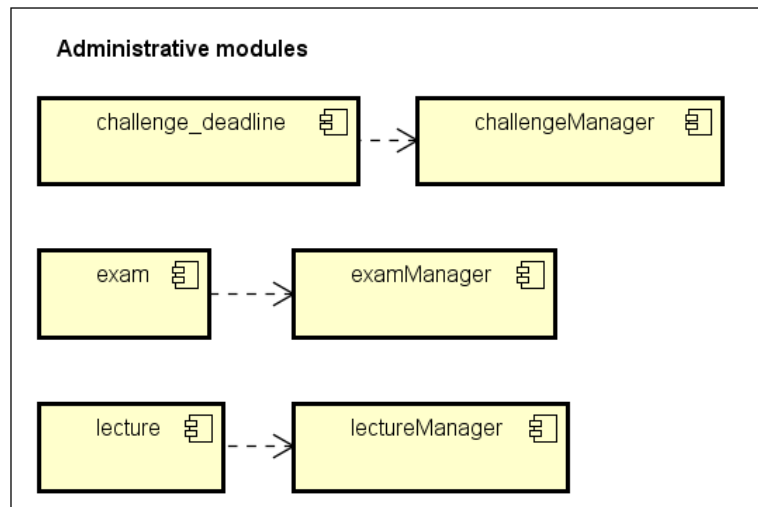 Administrative modules
challenge_deadline
challengeManager
exam
examManager
lecture
lectureManager